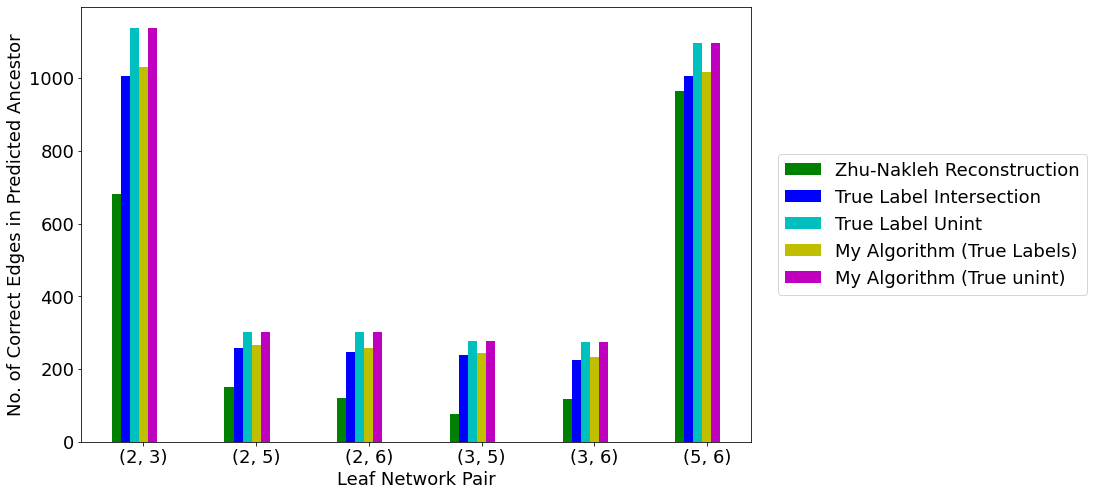 No. of Correct Edges in Predicted Ancestor
1000
800
600
400
200
0
(2, 3) (2, 5) (2, 6) (3, 5) (3, 6) (5, 6)
Leaf Network Pair
Zhu-Nakleh Reconstruction
True Label Intersection
True Label Unint
My Algorithm (True Labels)
My Algorithm (True unint)